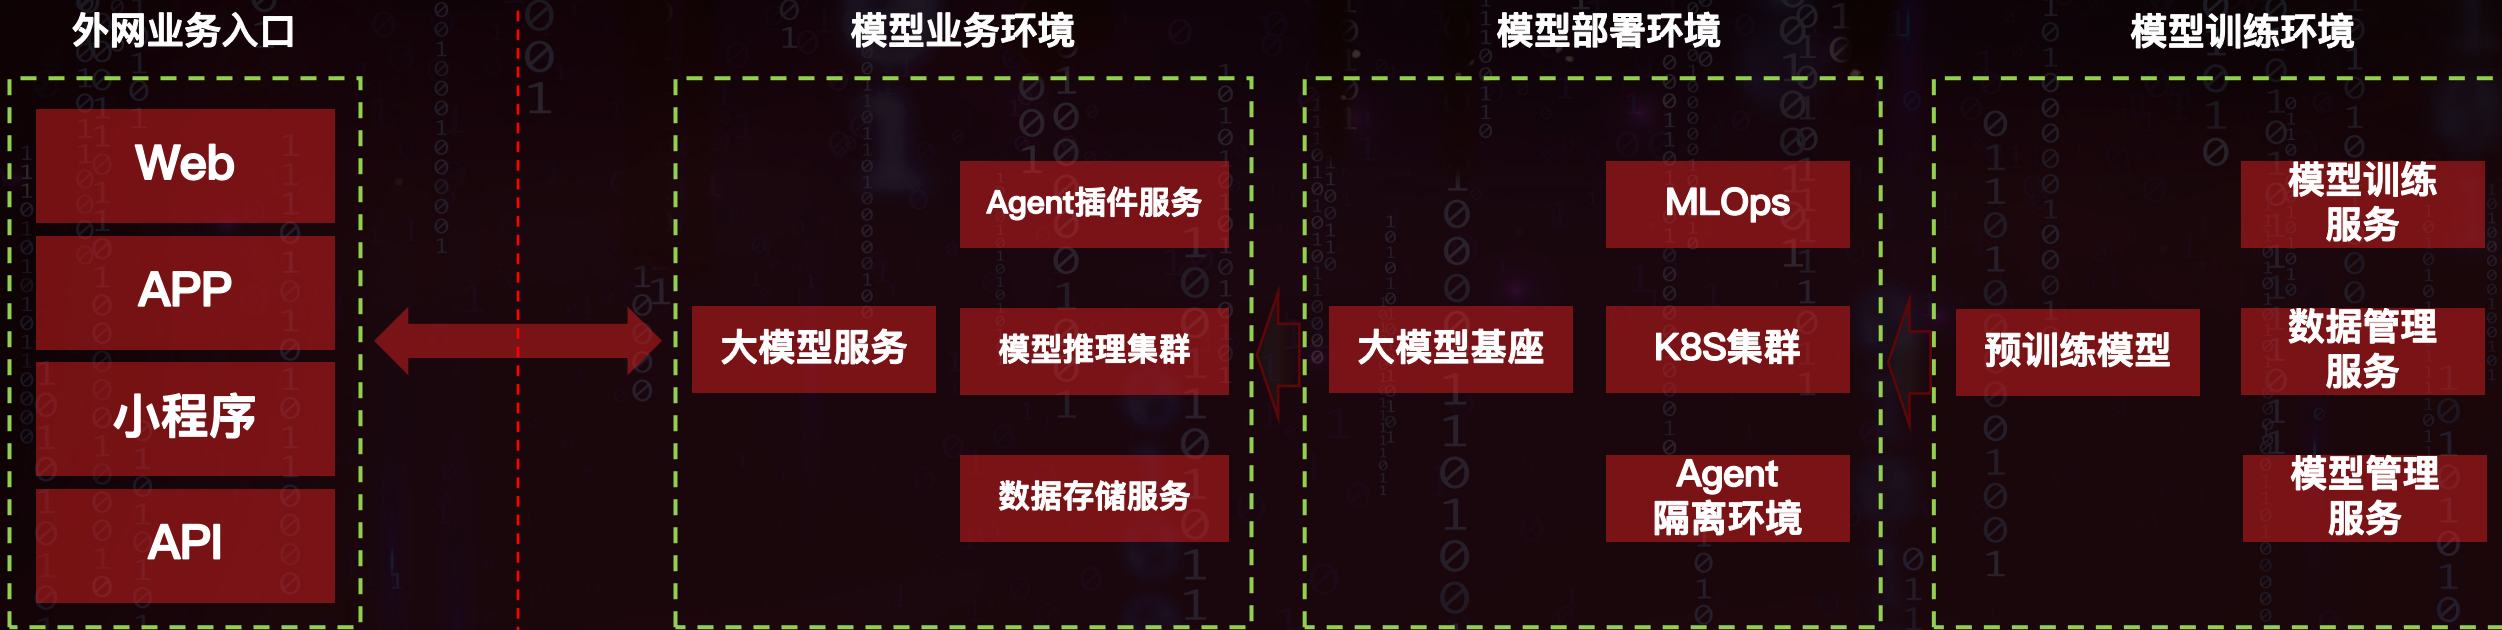 外网业务入口
Web
APP
小程序
API
模型业务环境
大模型服务
Agent插件服务
模型推理集群
数据存储服务
模型部署环境
大模型基座
MLOps
K8S集群
Agent
隔离环境
模型训练环境
预训练模型
模型训练
服务
数据管理
服务
模型管理
服务